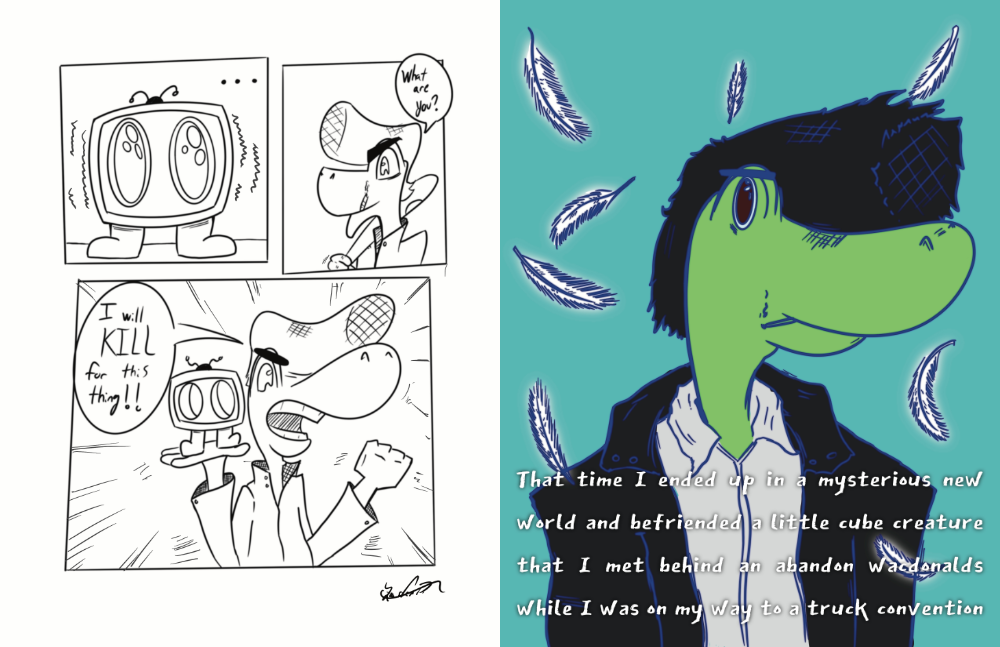 ...
What
are
you?
I will
KILL
for this
thing!!
That time I ended up in a mysterious new
world and befriended a little cube creature
that I met behind an abandon wacdonalds
while I was on my way to a truck convention